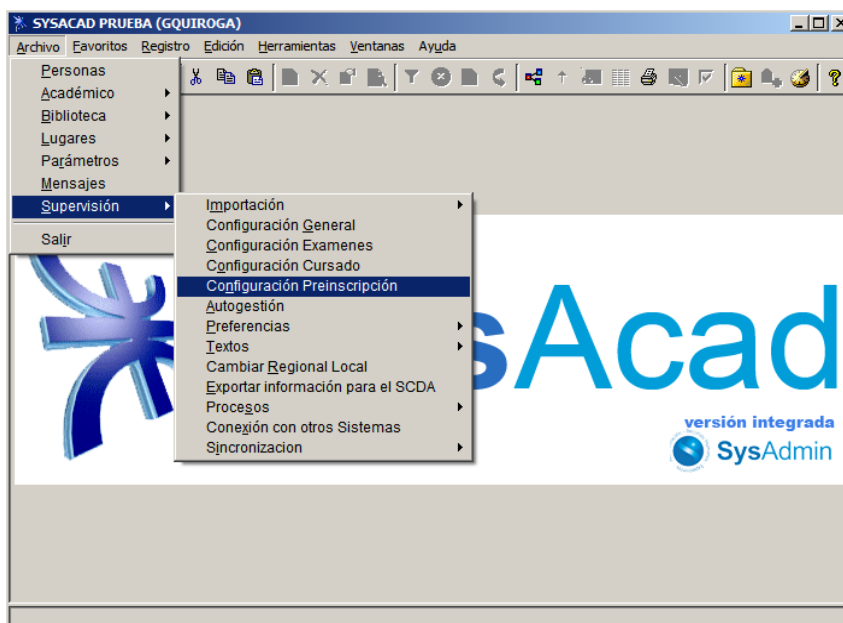 SYSACAD PRUEBA (GQUIROGA)
Archivo Favoritos Registro Edición Herramientas Ventanas Ayuda
Personas
Académico
Biblioteca
Lugares
Parámetros
Mensajes
Supervisión
Salir
Importación
Configuración General
Configuración Examenes
Configuración Cursado
Configuración Preinscripción
Autogestión
Preferencias
Textos
Cambiar Regional Local
Exportar información para el SCDA
Procesos
Conexión con otros Sistemas
Sincronizacion
sAcad
versión integrada
SysAdmin